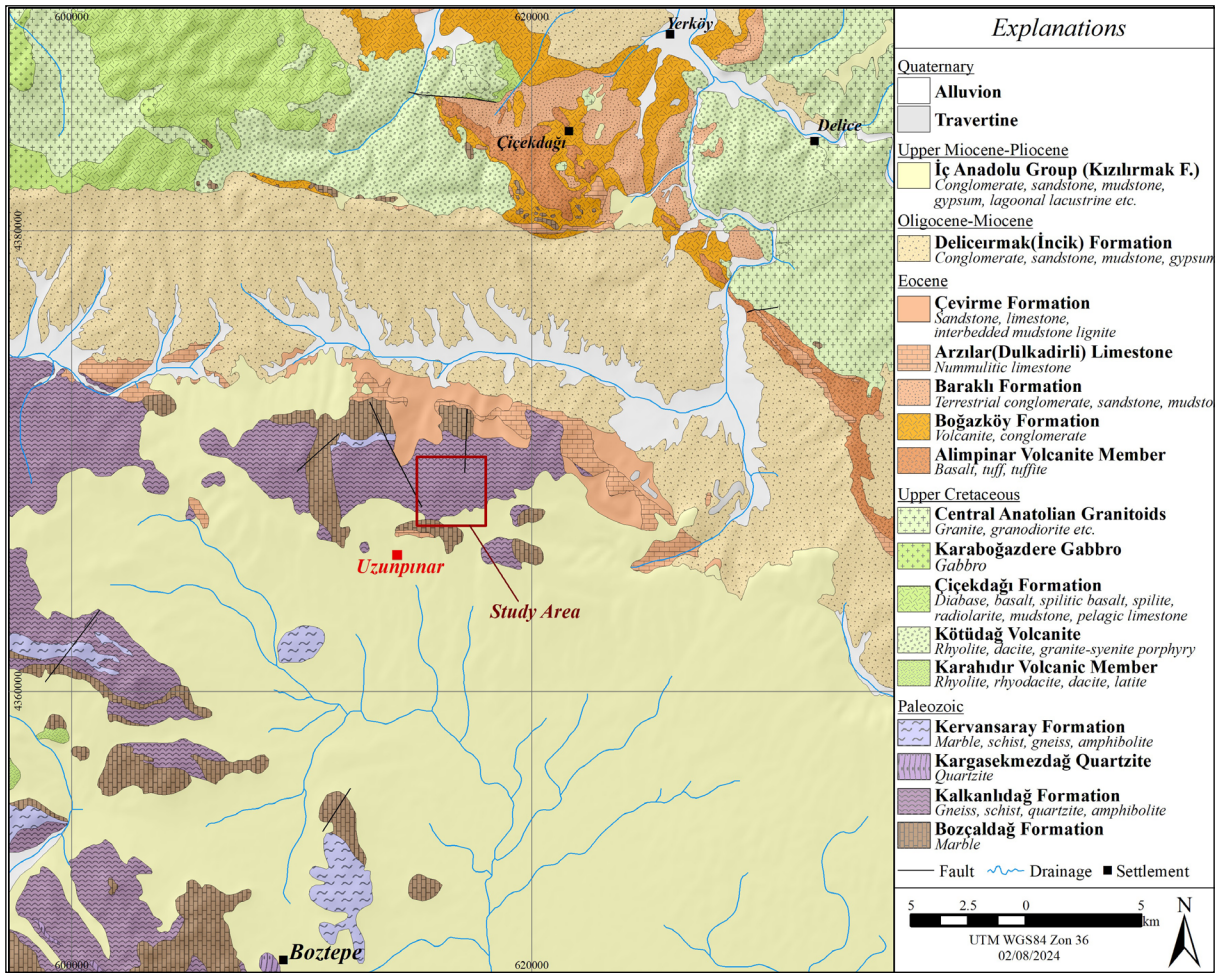 600000
620000
Yerköy
Çiçekdağı
Delice
4380000
Uzunpınar
Study Area
4360000
Boztepe
600000
620000
Explanations
Quaternary
Alluvion
Travertine
Upper Miocene-Pliocene
İç Anadolu Group (Kızılırmak F.)
Conglomerate, sandstone, mudstone,
gypsum, lagoonal lacustrine etc.
Oligocene-Miocene
Deliceırmak(İncik) Formation
Conglomerate, sandstone, mudstone, gypsum
Eocene
Çevirme Formation
Sandstone, limestone,
interbedded mudstone lignite
Arzılar(Dulkadirli) Limestone
Nummulitic limestone
Baraklı Formation
Terrestrial conglomerate, sandstone, mudsto
Boğazköy Formation
Volcanite, conglomerate
Alimpinar Volcanite Member
Basalt, tuff, tuffite
Upper Cretaceous
Central Anatolian Granitoids
Granite, granodiorite etc.
Karaboğazdere Gabbro
Gabbro
Çiçekdağı Formation
Diabase, basalt, spilitic basalt, spilite,
radiolarite, mudstone, pelagic limestone
Kötüdağ Volcanite
Rhyolite, dacite, granite-syenite porphyry
Karahıdır Volcanic Member
Rhyolite, rhyodacite, dacite, latite
Paleozoic
Kervansaray Formation
Marble, schist, gneiss, amphibolite
Kargasekmezdağ Quartzite
Quartzite
Kalkanlıdağ Formation
Gneiss, schist, quartzite, amphibolite
Bozçaldağ Formation
Marble
Fault Drainage Settlement
5 2.5 0 5
km
N
UTM WGS84 Zon 36
02/08/2024